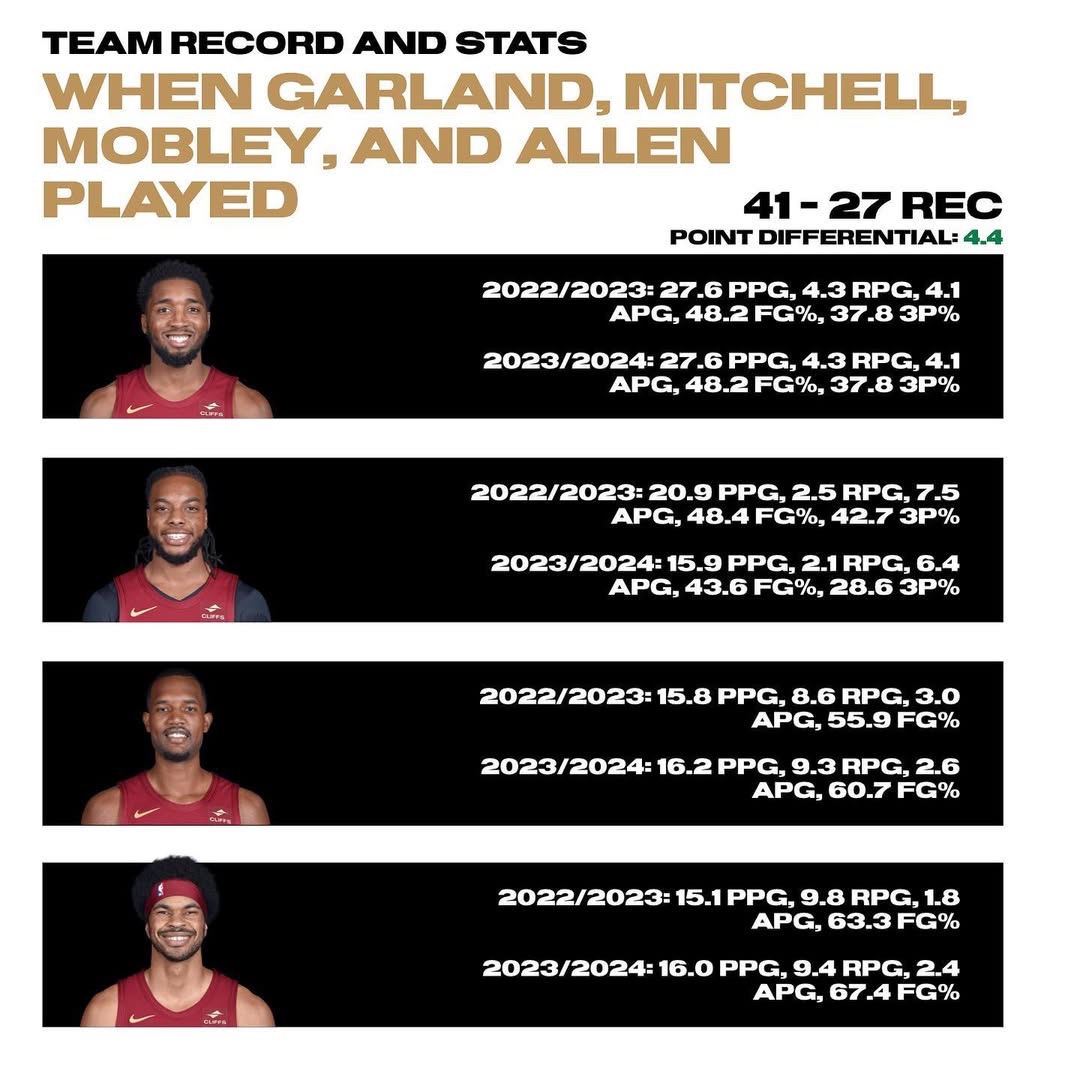 TEAM RECORD AND STATS
WHEN GARLAND, MITCHELL,
MOBLEY, AND ALLEN
PLAYED
41 - 27 REC
POINT DIFFERENTIAL: 4.4
2022/2023: 27.6 PPG, 4.3 RPG, 4.1
APG, 48.2 FG%, 37.8 3P%
2023/2024: 27.6 PPG, 4.3 RPG, 4.1
APG, 48.2 FG%, 37.8 3P%
CLIFFS
2022/2023: 20.9 PPG, 2.5 RPG, 7.5
APG, 48.4 FG%, 42.7 3P%
2023/2024: 15.9 PPG, 2.1 RPG, 6.4
APG, 43.6 FG%, 28.6 3P%
CLIFFS
2022/2023: 15.8 PPG, 8.6 RPG, 3.0
APG, 55.9 FG%
2023/2024: 16.2 PPG, 9.3 RPG, 2.6
APG, 60.7 FG%
CLIFFS
2022/2023: 15.1 PPG, 9.8 RPG, 1.8
APG, 63.3 FG%
2023/2024: 16.0 PPG, 9.4 RPG, 2.4
APG, 67.4 FG%
CLIFFS